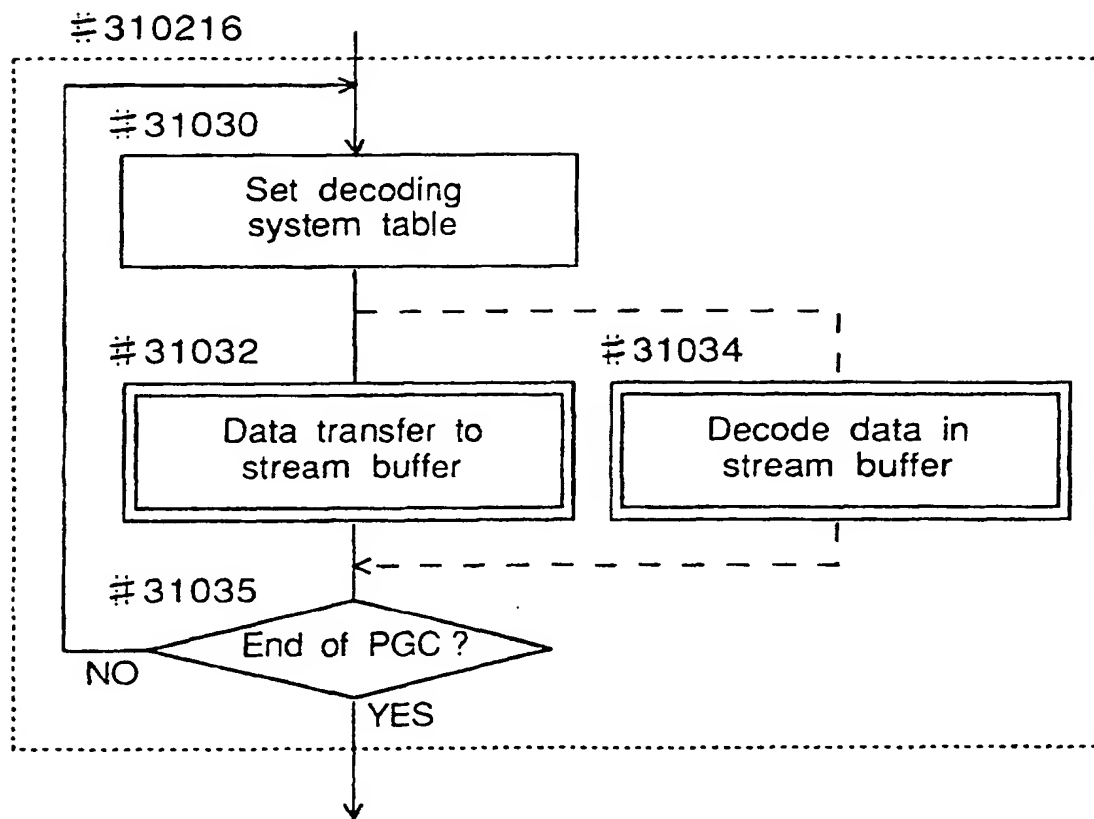 #310216
#31030
Set decoding
system table
#31032
#31034
Data transfer to
stream buffer
Decode data in
stream buffer
#31035
End of PGC?
NO
YES